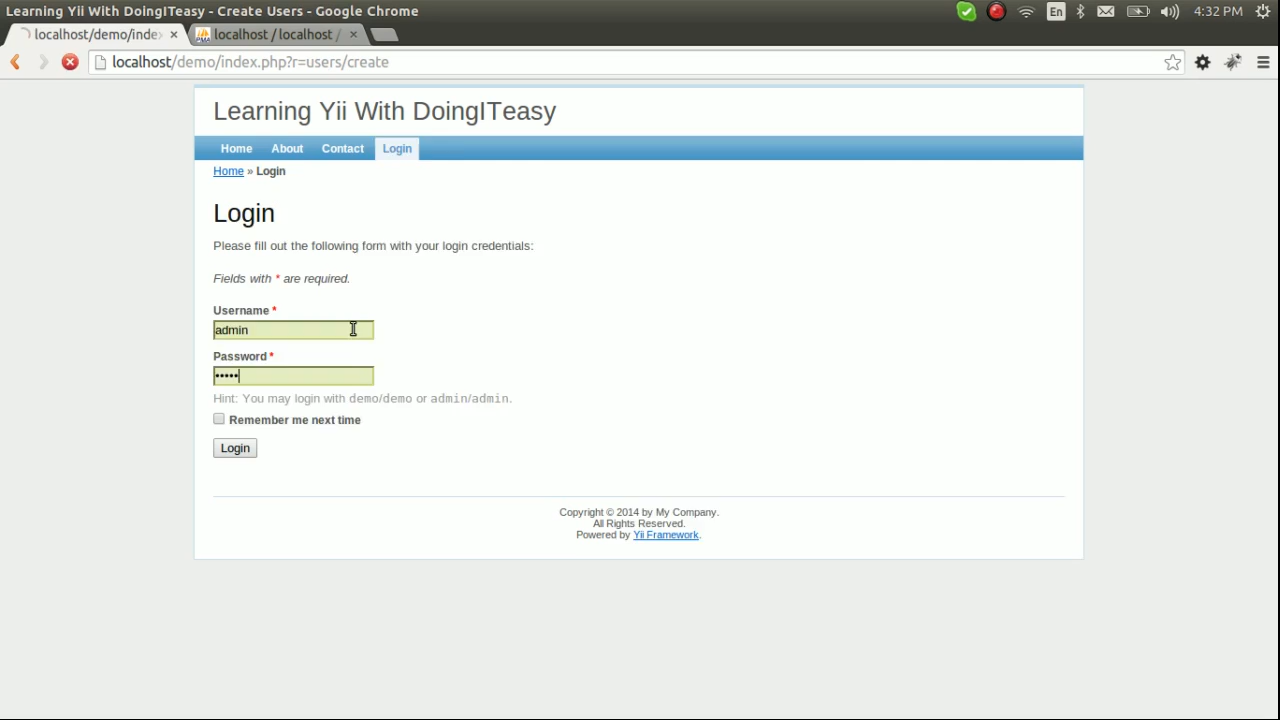 Learning Yii With DoingITeasy - Create Users - Google Chrome
En
4:32 PM
localhost/demo/index
localhost / localhost /
localhost/demo/index.php?r=users/create
Learning Yii With DoingITeasy
Home About Contact Login
Home » Login
Login
Please fill out the following form with your login credentials:
Fields with * are required.
Username *
admin
Password *
•••••
Hint: You may login with demo/demo or admin/admin.
Remember me next time
Login
Copyright © 2014 by My Company.
All Rights Reserved.
Powered by Yii Framework.